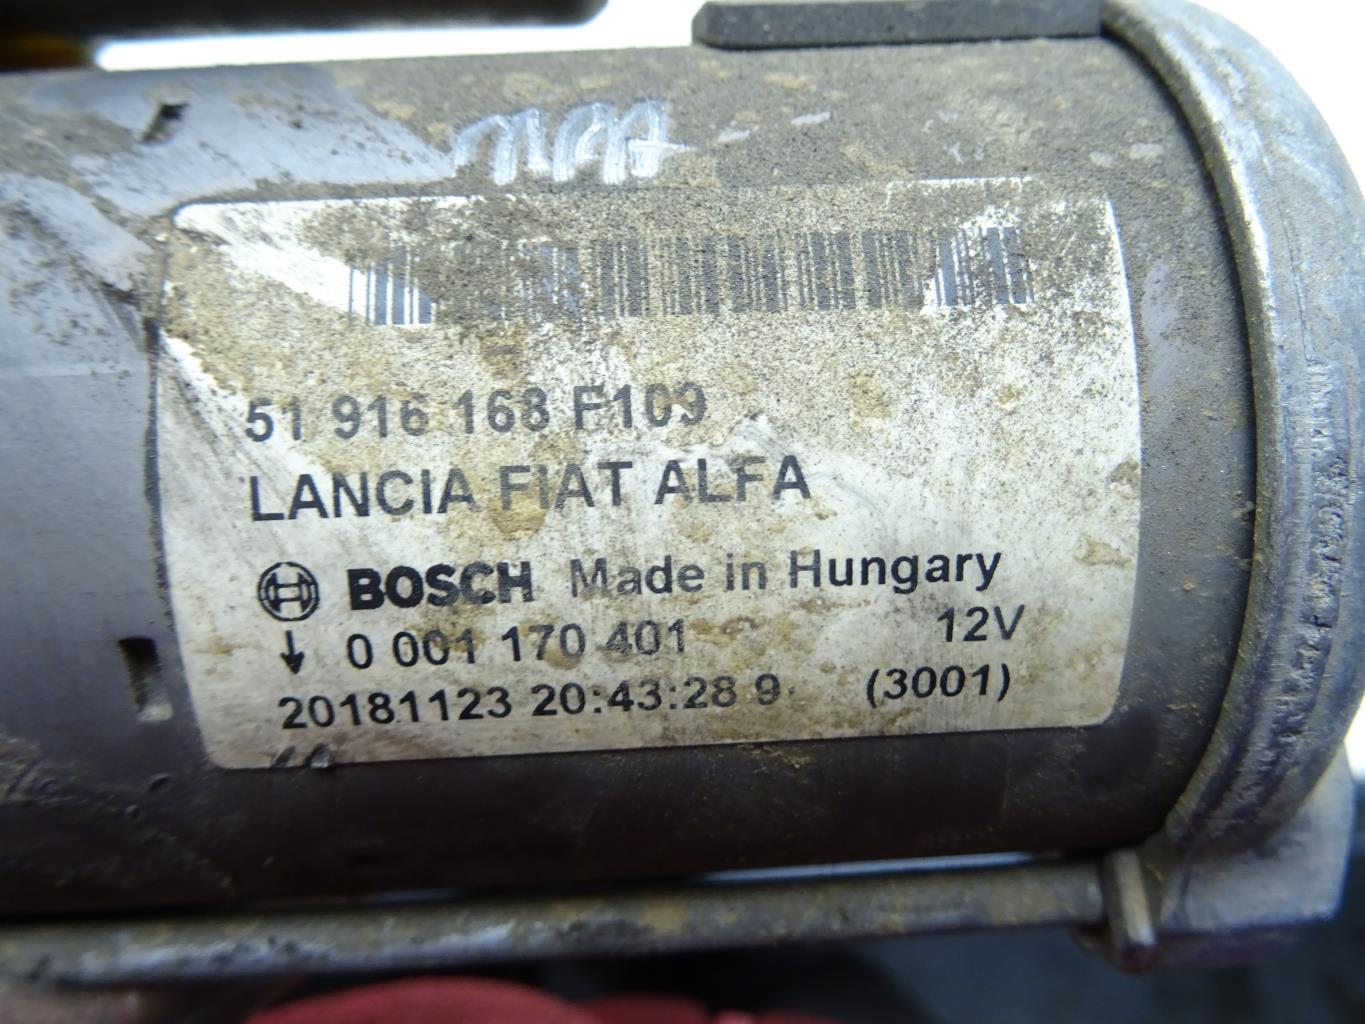 51 916 168 F109
LANCIA FIAT ALFA
BOSCH Made in Hungary
↓ 0 001 170 401 12V
20181123 20:43:28 9 (3001)